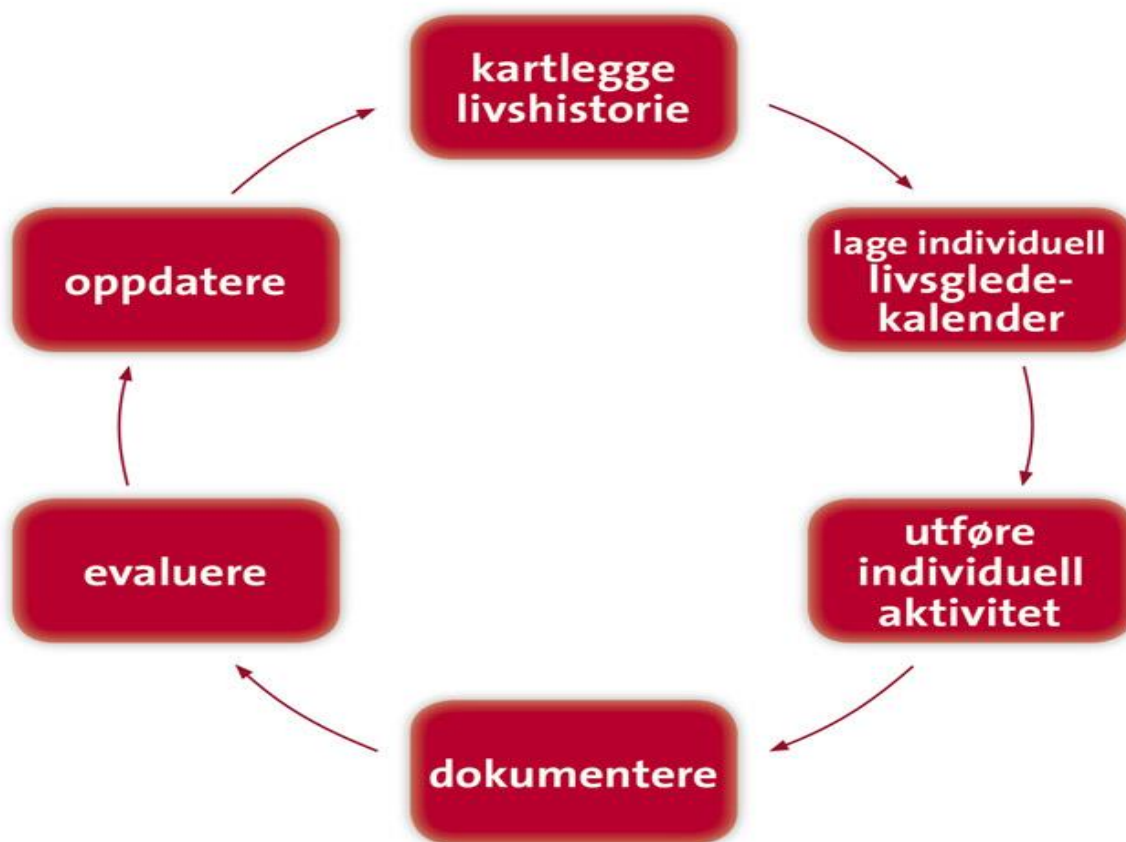 kartlegge
livshistorie
lage individuell
livsglede-
kalender
utføre
individuell
aktivitet
dokumentere
evaluere
oppdatere